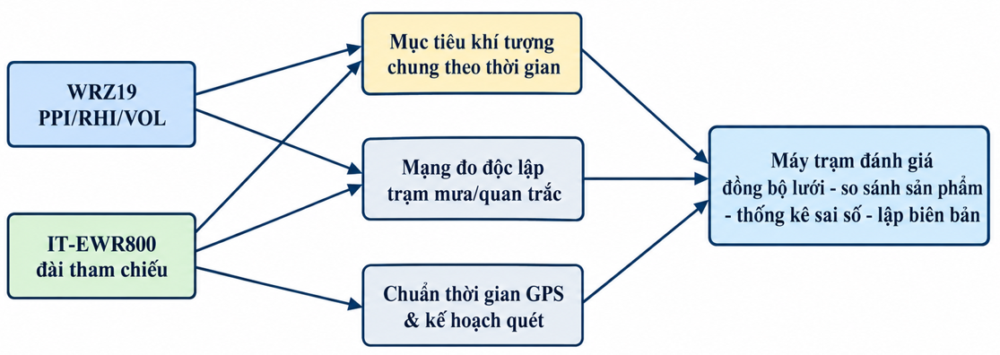 WRZ19
PPI/RHI/VOL
IT-EWR800
đài tham chiếu
Mục tiêu khí tượng
chung theo thời gian
Mạng đo độc lập
trạm mưa/quan trắc
Chuẩn thời gian GPS
& kế hoạch quét
Máy trạm đánh giá
đồng bộ lưới - so sánh sản phẩm
- thống kê sai số - lập biên bản